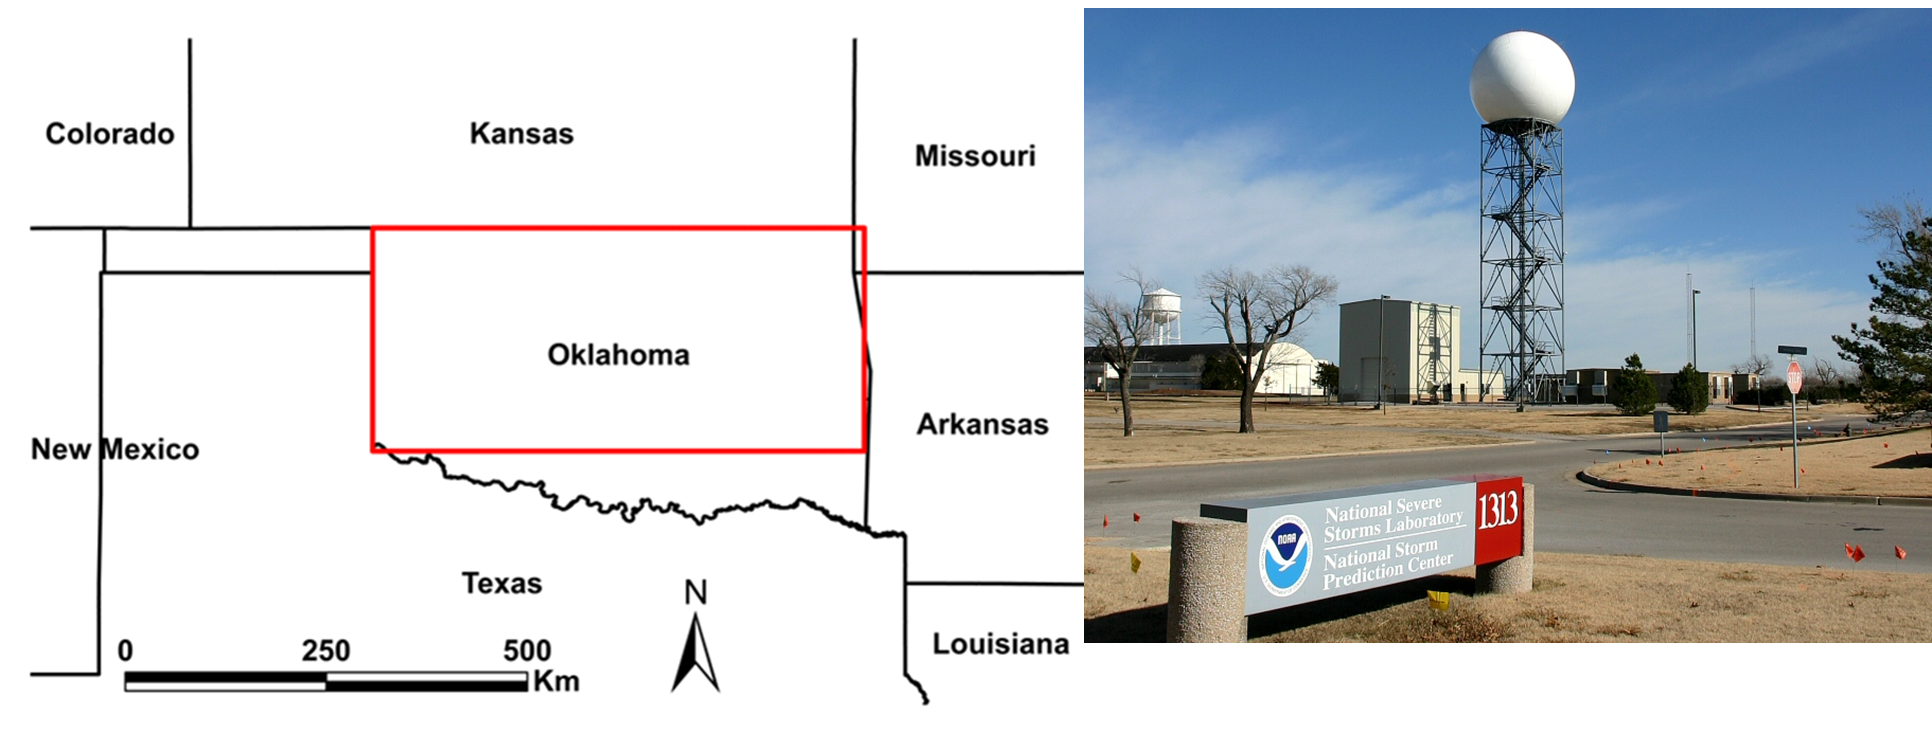 Colorado
Kansas
Missouri
Oklahoma
New Mexico
Arkansas
Texas
N
0 250 500
Km
Louisiana
NOAA
National Severe
Storms Laboratory
National Storm
Prediction Center
1313
STOP